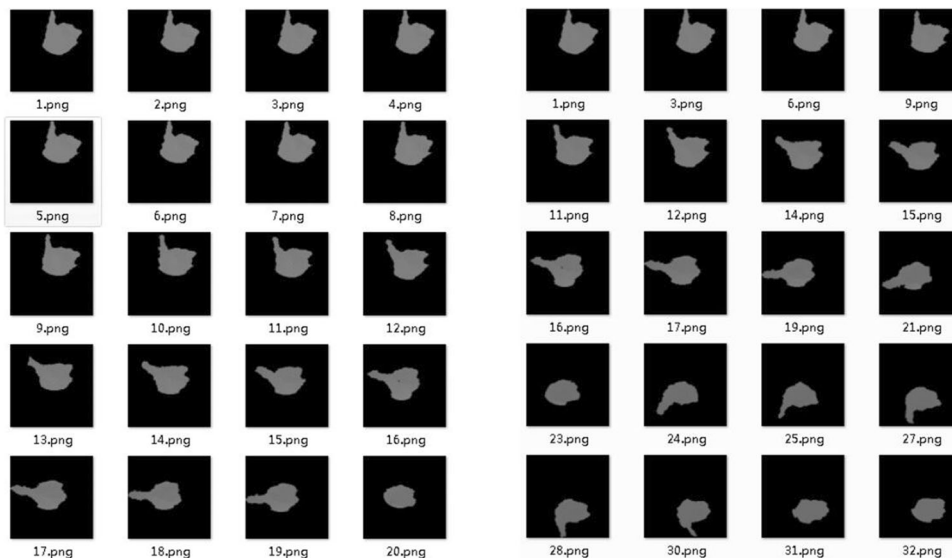 1.png 2.png 3.png 4.png
5.png 6.png 7.png 8.png
9.png 10.png 11.png 12.png
13.png 14.png 15.png 16.png
17.png 18.png 19.png 20.png
1.png 3.png 6.png 9.png
11.png 12.png 14.png 15.png
16.png 17.png 19.png 21.png
23.png 24.png 25.png 27.png
28.png 30.png 31.png 32.png